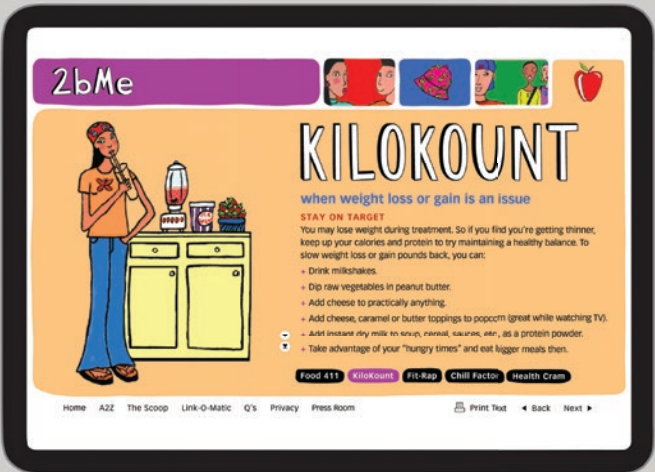 2bMe
KILOKOUNT
when weight loss or gain is an issue
STAY ON TARGET
You may lose weight during treatment. So if you find you're getting thinner,
keep up your calories and protein to try maintaining a healthy balance. To
slow weight loss or gain pounds back, you can:
+ Drink milkshakes.
+ Dip raw vegetables in peanut butter.
+ Add cheese to practically anything.
+ Add cheese, caramel or butter toppings to popcorn (great while watching TV).
+ Add instant dry milk to soup, cereal, sauces, etc., as a protein powder.
+ Take advantage of your "hungry times" and eat bigger meals then.
Food 411 KiloKount Fit-Rap Chill Factor Health Cram
Home A2Z The Scoop Link-O-Matic Q's Privacy Press Room Print Text Back Next